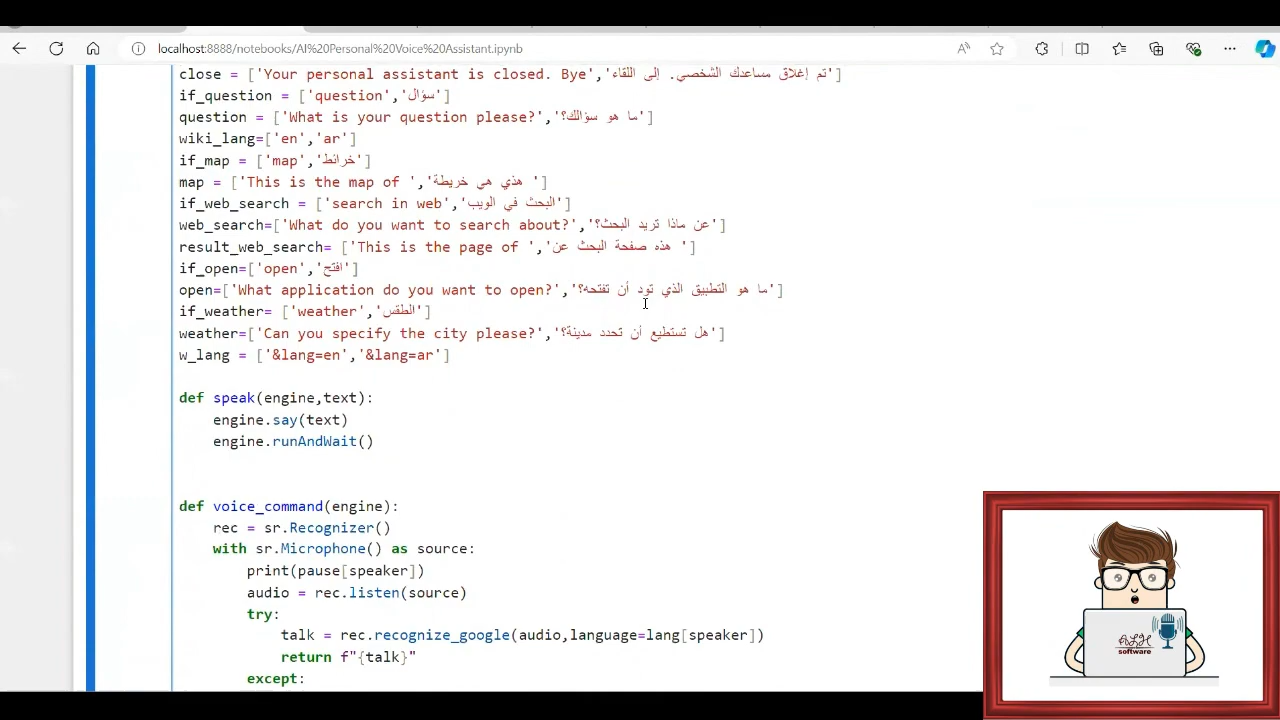 localhost:8888/notebooks/AI%20Personal%20Voice%20Assistant.ipynb
close = ['Your personal assistant is closed. Bye','تم إغلاق مساعدك الشخصي. إلى اللقاء']
if_question = ['question','سؤال']
question = ['What is your question please?','ما هو سؤالك؟']
wiki_lang=['en','ar']
if_map = ['map','خرائط']
map = ['This is the map of ','هذي هي خريطة ']
if_web_search = ['search in web','البحث في الويب']
web_search=['What do you want to search about?','عن ماذا تريد البحث؟']
result_web_search= ['This is the page of ','هذه صفحة البحث عن ']
if_open=['open','افتح']
open=['What application do you want to open?','ما هو التطبيق الذي تود أن تفتحه؟']
if_weather= ['weather','الطقس']
weather=['Can you specify the city please?','هل تستطيع أن تحدد مدينة؟']
w_lang = ['&lang=en','&lang=ar']
def speak(engine,text):
engine.say(text)
engine.runAndWait()
def voice_command(engine):
rec = sr.Recognizer()
with sr.Microphone() as source:
print(pause[speaker])
audio = rec.listen(source)
try:
talk = rec.recognize_google(audio,language=lang[speaker])
return f"{talk}"
except:
software